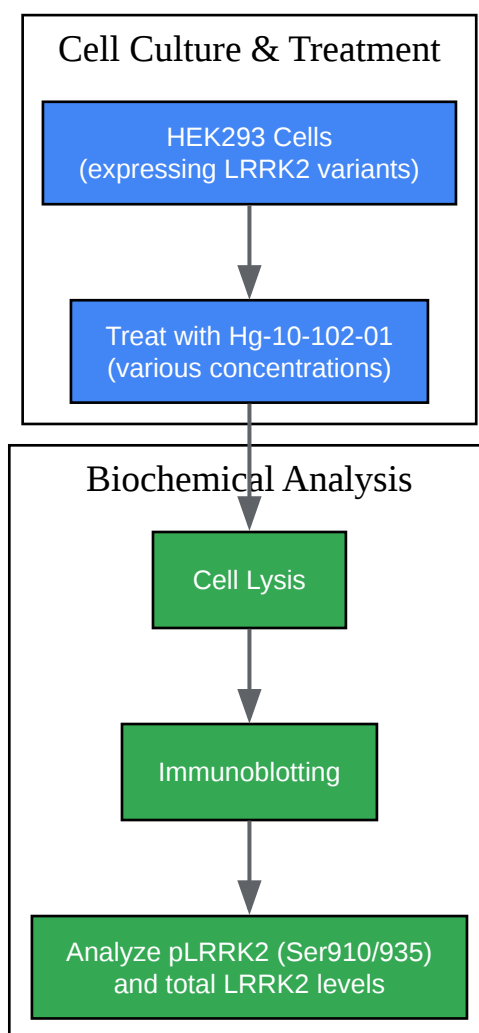 Cell Culture & Treatment
HEK293 Cells
(expressing LRRK2 variants)
Treat with Hg-10-102-01
(various concentrations)
Biochemical Analysis
Cell Lysis
Immunoblotting
Analyze pLRRK2 (Ser910/935)
and total LRRK2 levels